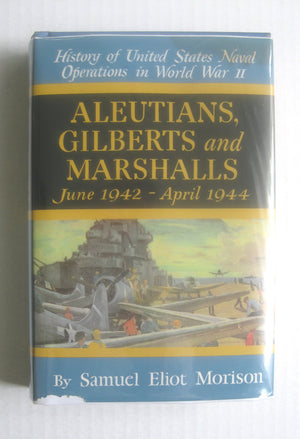 History of United States Naval
Operations in World War II
ALEUTIANS,
GILBERTS and
MARSHALLS
June 1942 - April 1944
By Samuel Eliot Morison